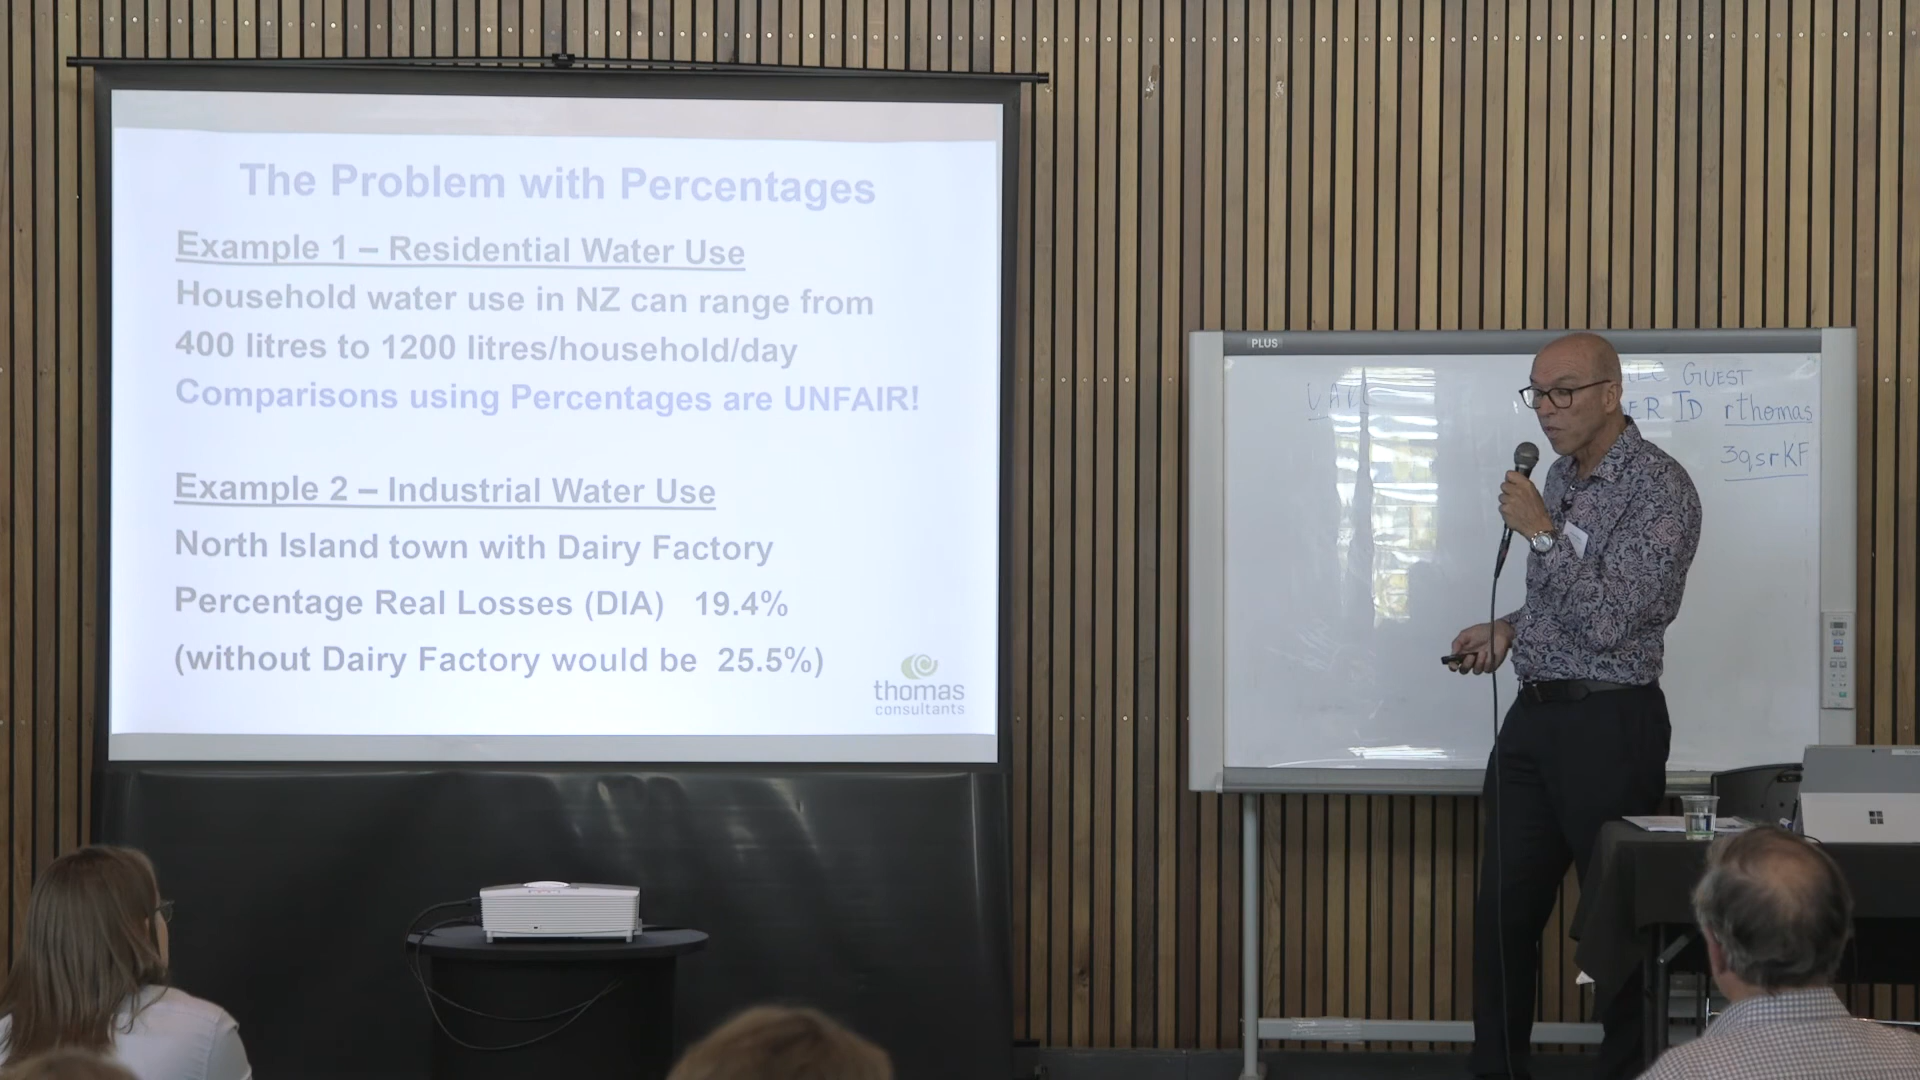 The Problem with Percentages
Example 1 – Residential Water Use
Household water use in NZ can range from
400 litres to 1200 litres/household/day
Comparisons using Percentages are UNFAIR!
Example 2 – Industrial Water Use
North Island town with Dairy Factory
Percentage Real Losses (DIA) 19.4%
(without Dairy Factory would be 25.5%)
thomas
consultants
PLUS
GUEST
ID rthomas
3qsrKF